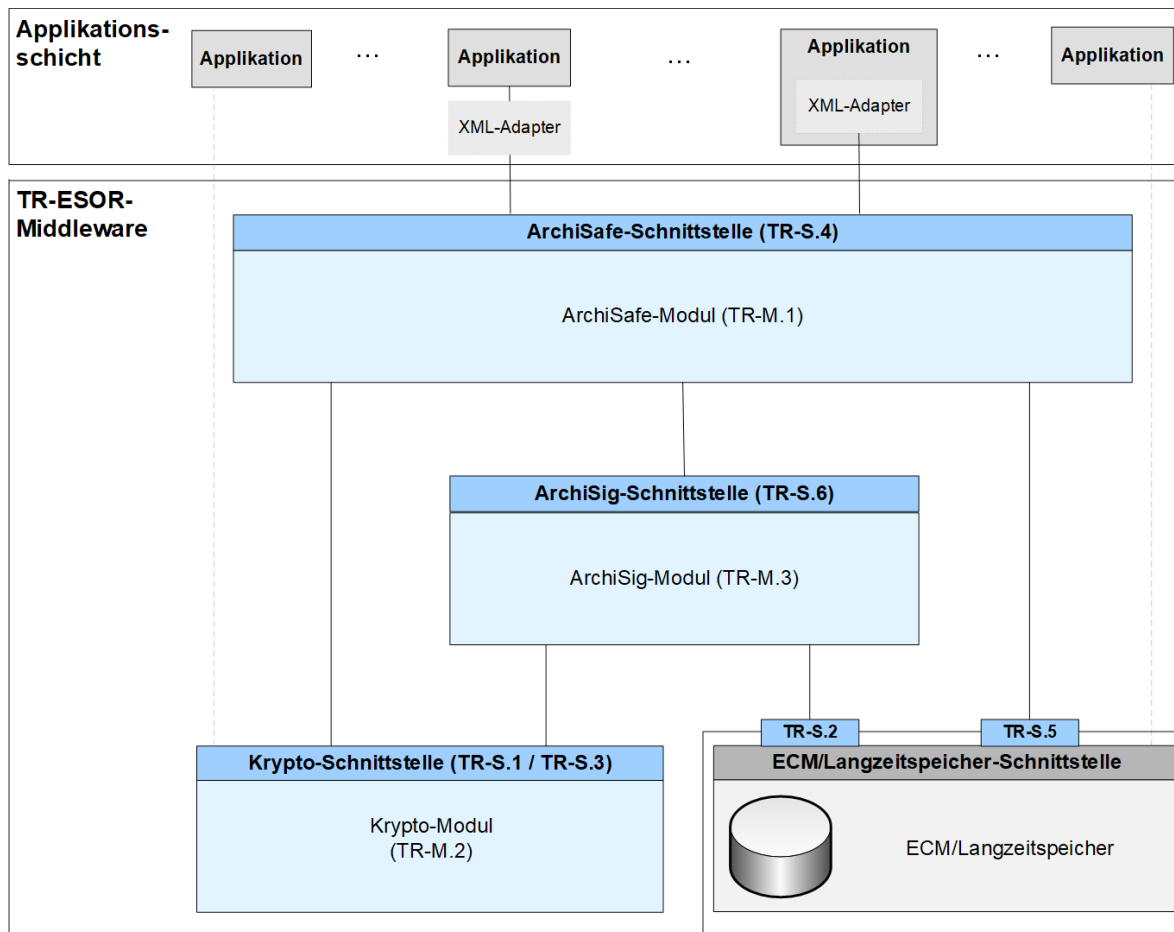 Applikations-
schicht
Applikation
...
Applikation
...
Applikation
...
Applikation
XML-Adapter
XML-Adapter
TR-ESOR-
Middleware
ArchiSafe-Schnittstelle (TR-S.4)
ArchiSafe-Modul (TR-M.1)
ArchiSig-Schnittstelle (TR-S.6)
ArchiSig-Modul (TR-M.3)
TR-S.2
TR-S.5
Krypto-Schnittstelle (TR-S.1 / TR-S.3)
ECM/Langzeitspeicher-Schnittstelle
Krypto-Modul
(TR-M.2)
ECM/Langzeitspeicher